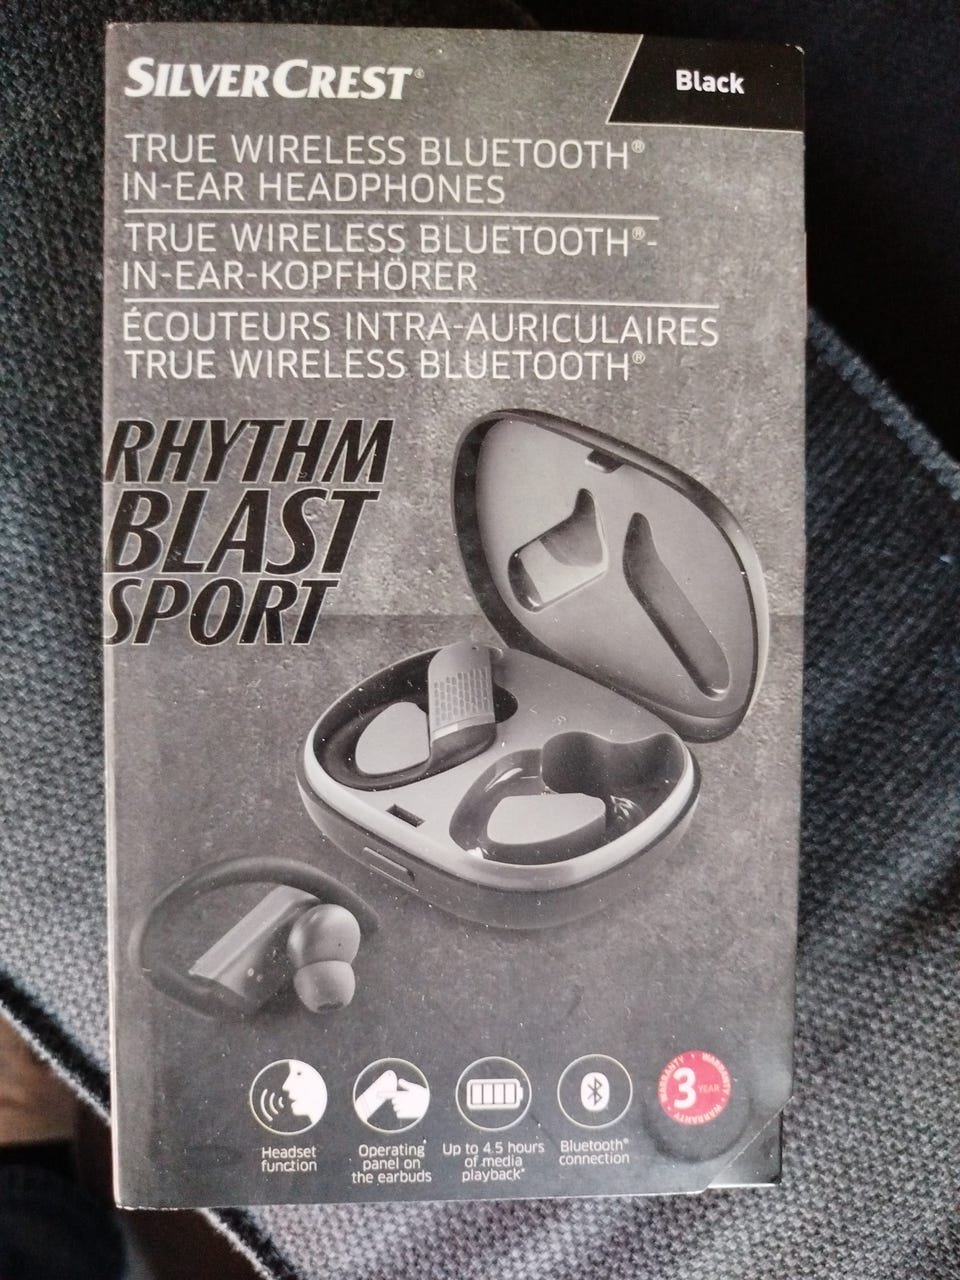 SILVERCREST®
Black
TRUE WIRELESS BLUETOOTH®
IN-EAR HEADPHONES
TRUE WIRELESS BLUETOOTH®-
IN-EAR-KOPFHÖRER
ÉCOUTEURS INTRA-AURICULAIRES
TRUE WIRELESS BLUETOOTH®
RHYTHM
BLAST
SPORT
L R
Headset
function
Operating
panel on
the earbuds
Up to 4.5 hours
of media
playback*
Bluetooth®
connection
WARRANTY • WARRANTY • WARRANTY •
3 YEAR